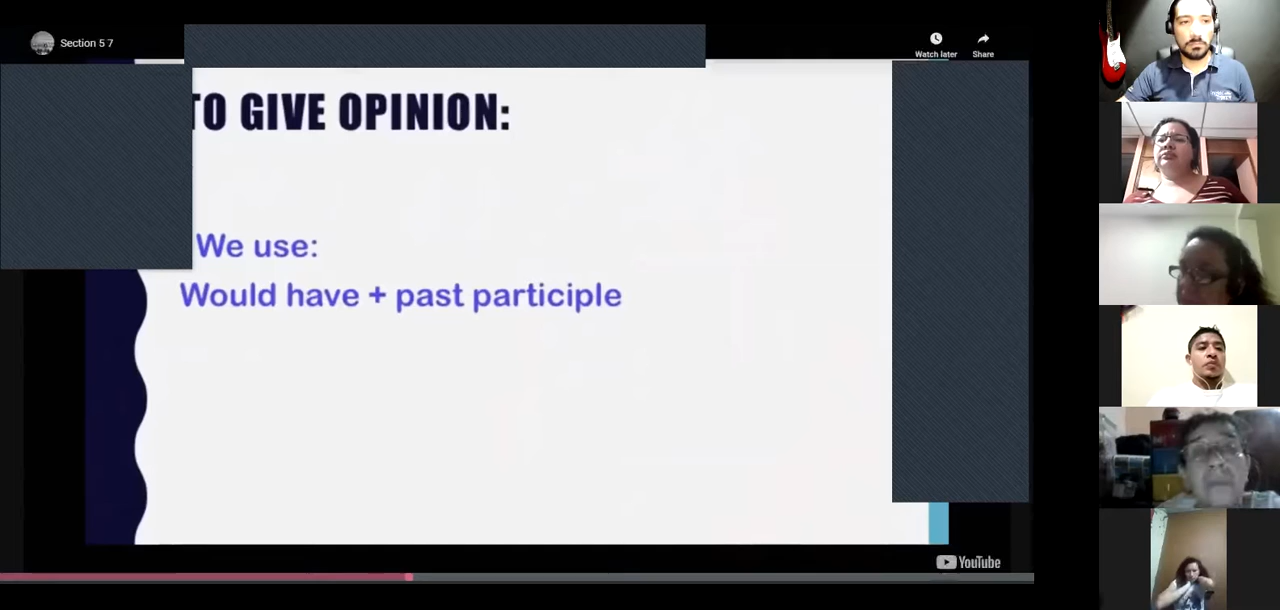 Section 5 7
Watch later
Share
TO GIVE OPINION:
We use:
Would have + past participle
YouTube